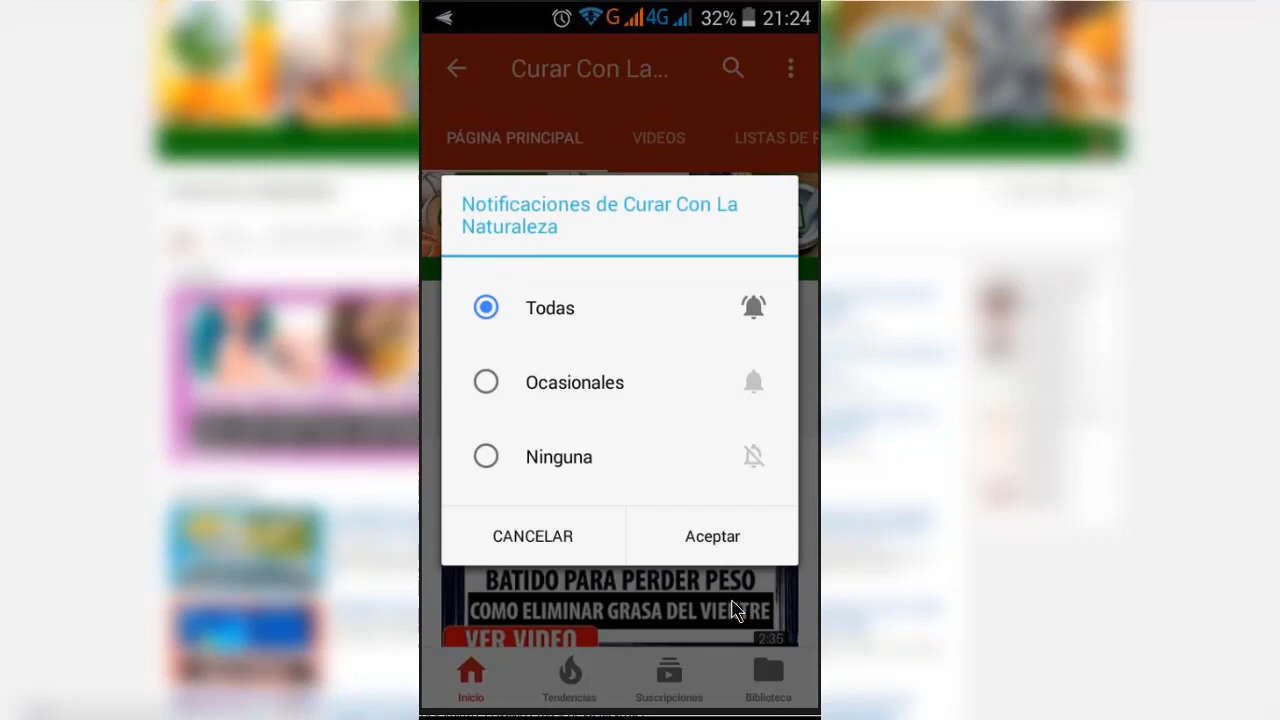 G 4G 32% 21:24
Curar Con La...
PÁGINA PRINCIPAL VIDEOS LISTAS DE
Notificaciones de Curar Con La
Naturaleza
Todas
Ocasionales
Ninguna
CANCELAR Aceptar
BATIDO PARA PERDER PESO
COMO ELIMINAR GRASA DEL VIENTRE
VER VIDEO 2:35
Inicio Tendencias Suscripciones Biblioteca